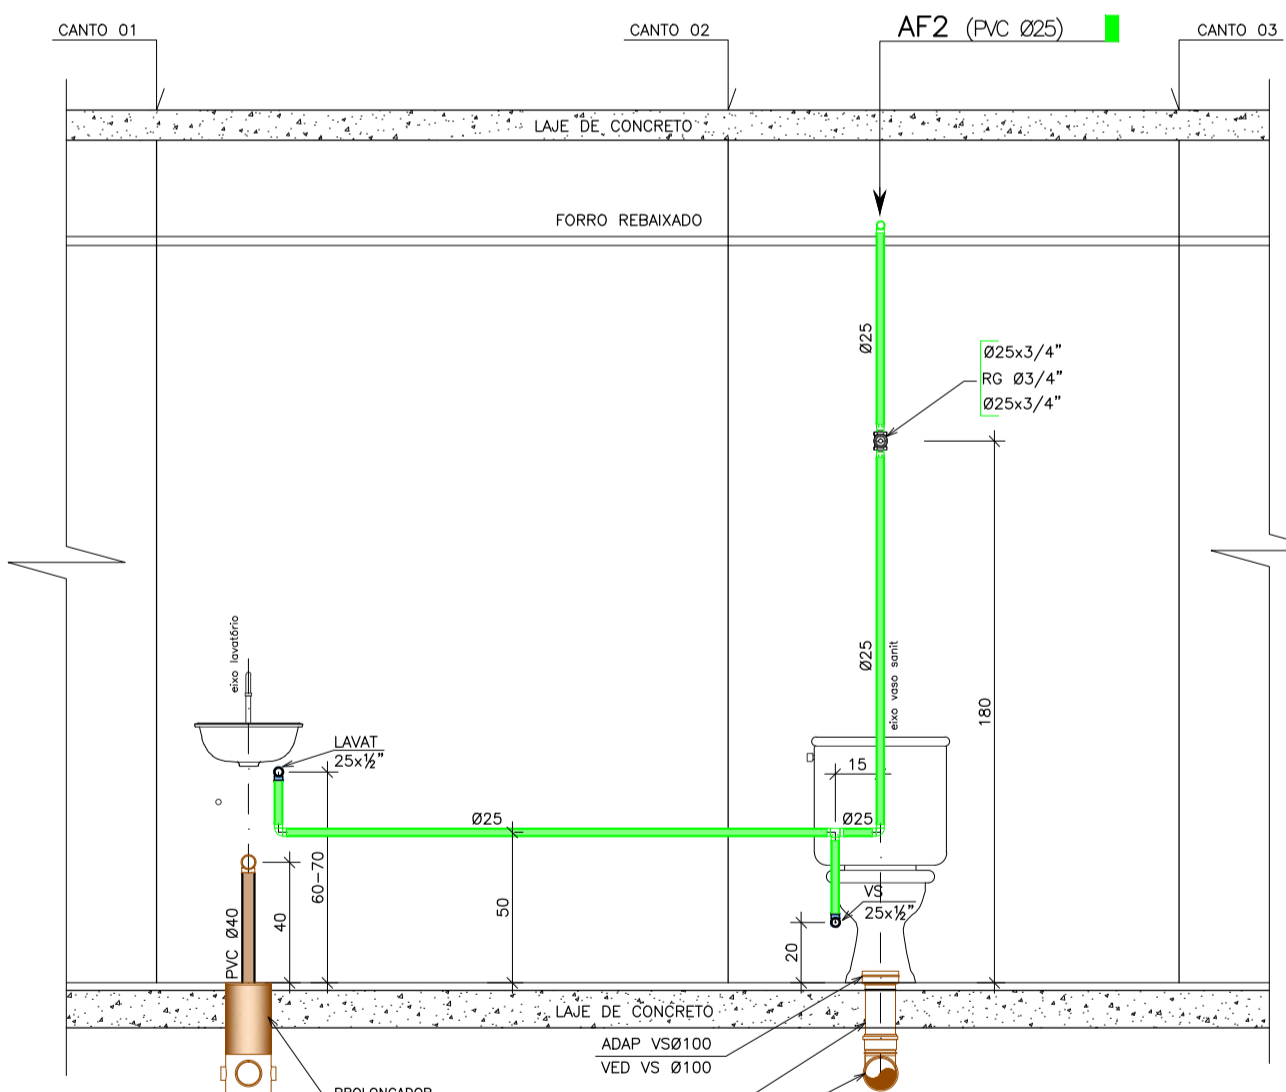 CANTO 01
CANTO 02
AF2 (PVC Ø25)
CANTO 03
LAJE DE CONCRETO
FORRO REBAIXADO
Ø25
Ø25x3/4"
RG Ø3/4"
Ø25x3/4"
eixo lavatório
Ø25
eixo vaso sanit
180
LAVAT
25x½"
15
Ø25
Ø25
60-70
PVC Ø40
40
50
VS
25x½"
20
LAJE DE CONCRETO
ADAP VSØ100
VED VS Ø100
PROLONGADOR